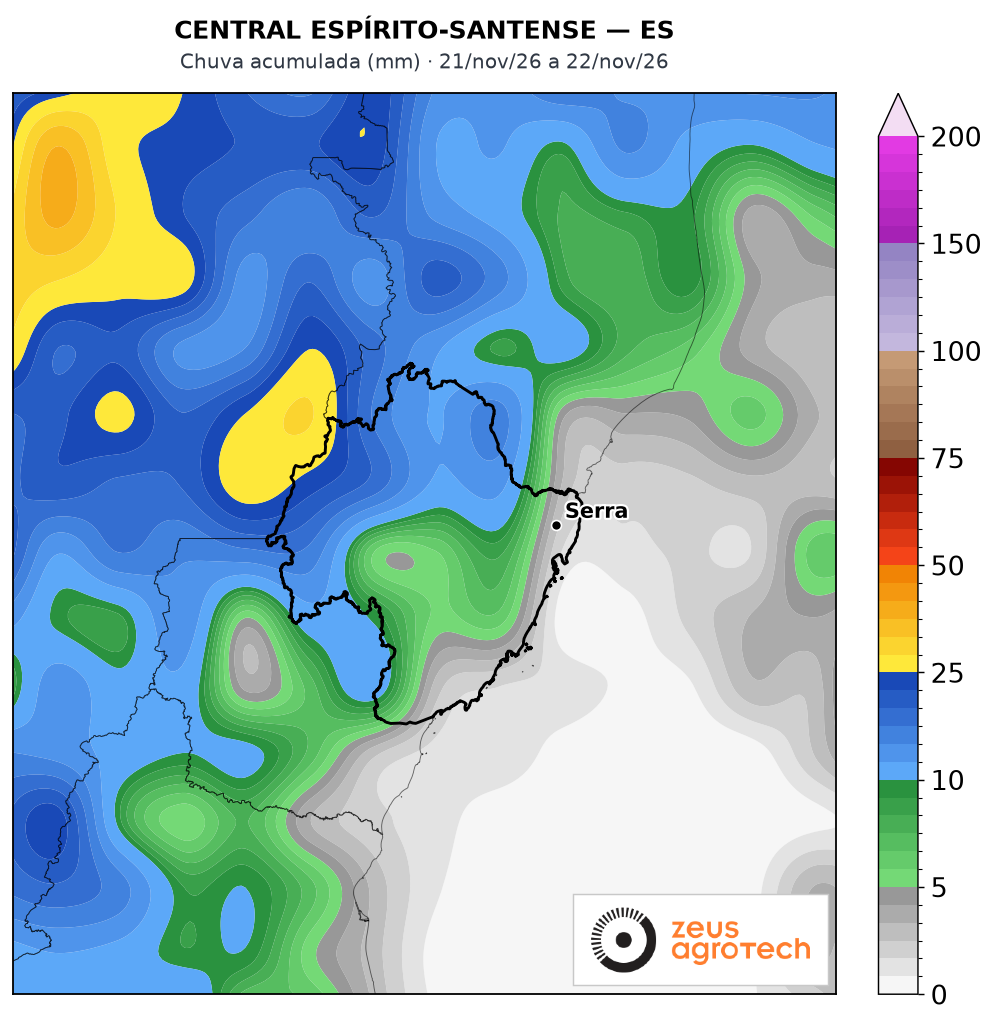 CENTRAL ESPÍRITO-SANTENSE — ES
Chuva acumulada (mm) · 21/nov/26 a 22/nov/26
200
150
100
75
50
25
10
5
0
Serra
zeus
agrotech